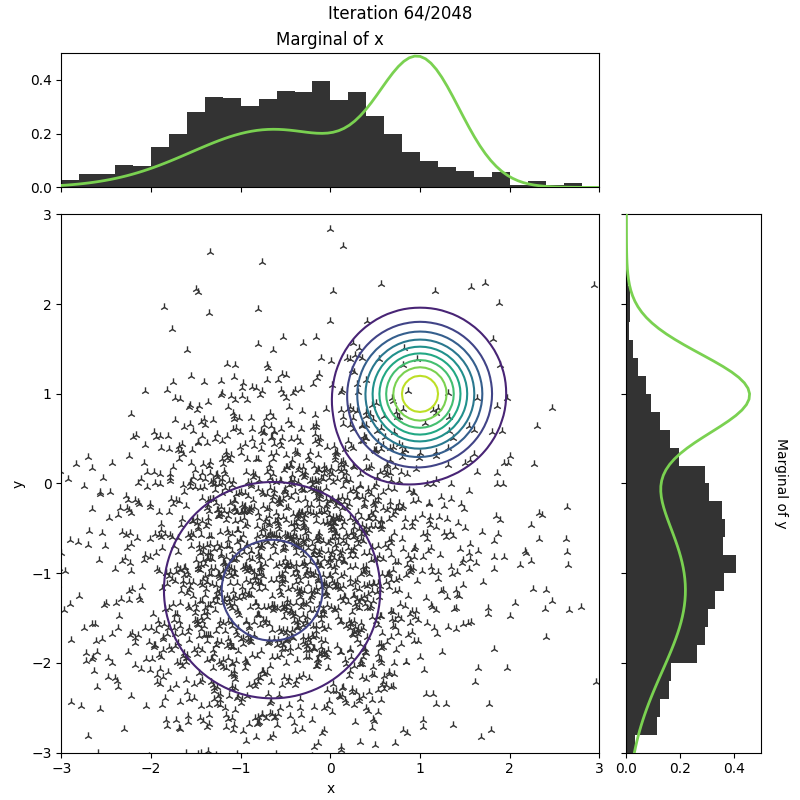 Iteration 64/2048
Marginal of x
0.4
0.2
0.0
3
2
1
0
−1
−2
−3
y
−3 −2 −1 0 1 2 3
x
0.0 0.2 0.4
Marginal of y